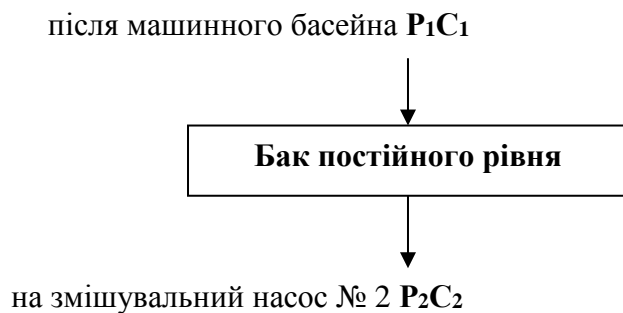 після машинного басейна P₁C₁
Бак постійного рівня
на змішувальний насос № 2 P₂C₂